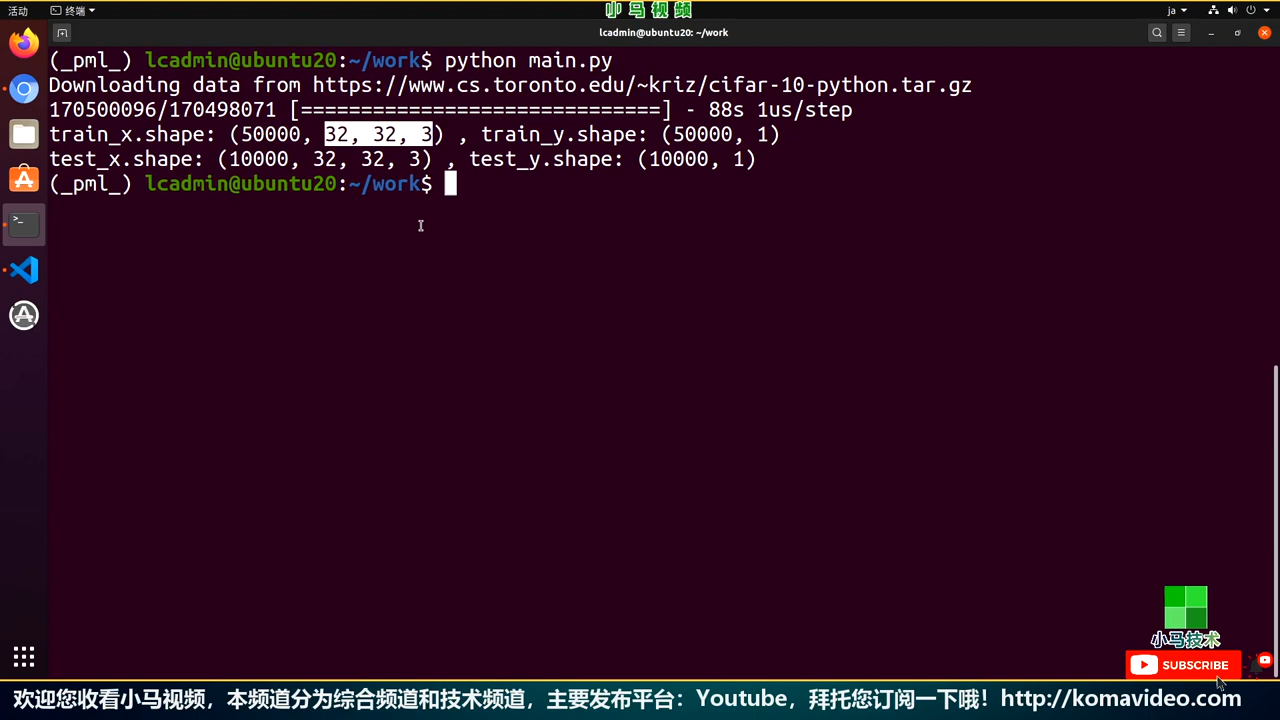 活动
终端
小马视频
ja
lcadmin@ubuntu20: ~/work
(_pml_) lcadmin@ubuntu20:~/work$ python main.py
Downloading data from https://www.cs.toronto.edu/~kriz/cifar-10-python.tar.gz
170500096/170498071 [==============================] - 88s 1us/step
train_x.shape: (50000, 32, 32, 3) , train_y.shape: (50000, 1)
test_x.shape: (10000, 32, 32, 3) , test_y.shape: (10000, 1)
(_pml_) lcadmin@ubuntu20:~/work$
小马技术
SUBSCRIBE
欢迎您收看小马视频，本频道分为综合频道和技术频道，主要发布平台：Youtube，拜托您订阅一下哦！http://komavideo.com